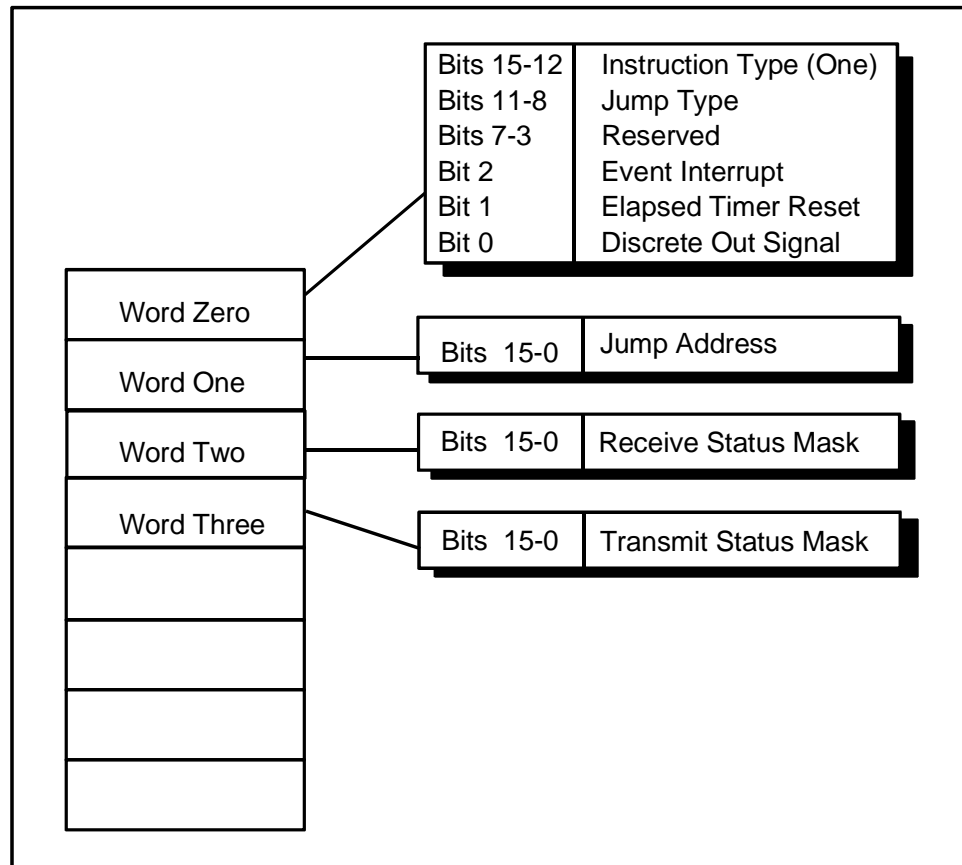 Bits 15-12 Instruction Type (One)
Bits 11-8 Jump Type
Bits 7-3 Reserved
Bit 2 Event Interrupt
Bit 1 Elapsed Timer Reset
Bit 0 Discrete Out Signal
Word Zero
Bits 15-0 Jump Address
Word One
Bits 15-0 Receive Status Mask
Word Two
Word Three
Bits 15-0 Transmit Status Mask